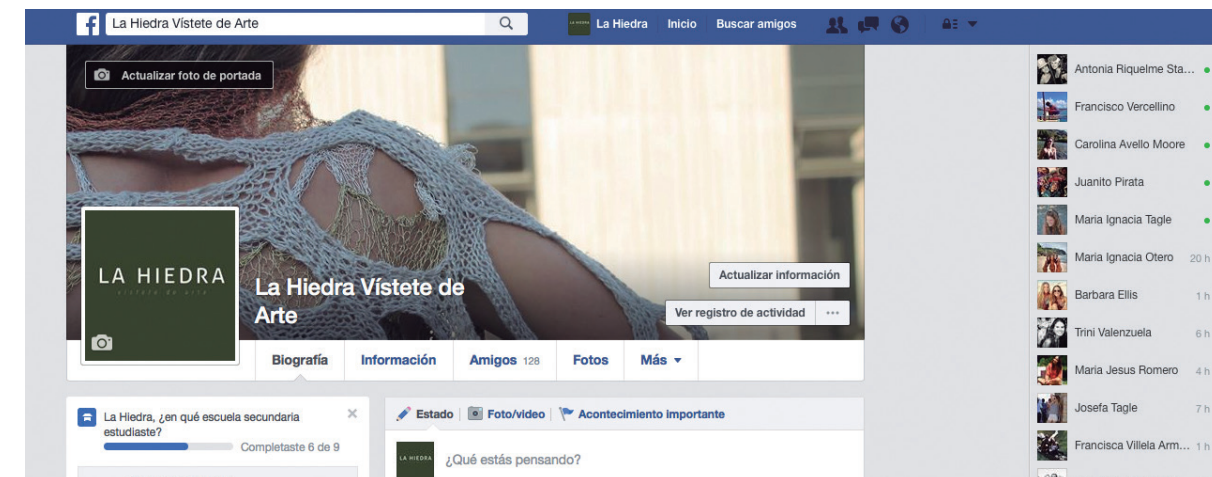 La Hiedra Vístete de Arte
La Hiedra Inicio Buscar amigos
Actualizar foto de portada
LA HIEDRA
vístete de arte
La Hiedra Vístete de
Arte
Actualizar información
Ver registro de actividad ...
Biografía Información Amigos 128 Fotos Más
La Hiedra, ¿en qué escuela secundaria
estudiaste?
Completaste 6 de 9
Estado Foto/video Acontecimiento importante
LA HIEDRA
¿Qué estás pensando?
Antonia Riquelme Sta...
Francisco Vercellino
Carolina Avello Moore
Juanito Pirata
Maria Ignacia Tagle
Maria Ignacia Otero 20 h
Barbara Ellis 1 h
Trini Valenzuela 6 h
Maria Jesus Romero 4 h
Josefa Tagle 7 h
Francisca Villela Arm... 1 h